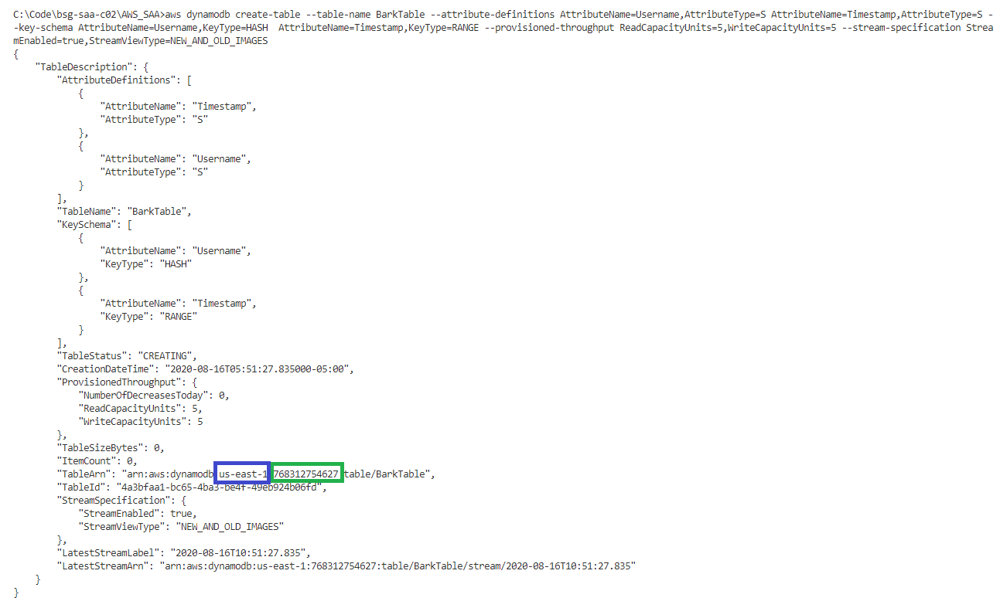 C:\Code\bsg-saa-c02\AWS_SAA>aws dynamodb create-table --table-name BarkTable --attribute-definitions AttributeName=Username,AttributeType=S AttributeName=Timestamp,AttributeType=S -
-key-schema AttributeName=Username,KeyType=HASH  AttributeName=Timestamp,KeyType=RANGE --provisioned-throughput ReadCapacityUnits=5,WriteCapacityUnits=5 --stream-specification Strea
mEnabled=true,StreamViewType=NEW_AND_OLD_IMAGES
{
    "TableDescription": {
        "AttributeDefinitions": [
            {
                "AttributeName": "Timestamp",
                "AttributeType": "S"
            },
            {
                "AttributeName": "Username",
                "AttributeType": "S"
            }
        ],
        "TableName": "BarkTable",
        "KeySchema": [
            {
                "AttributeName": "Username",
                "KeyType": "HASH"
            },
            {
                "AttributeName": "Timestamp",
                "KeyType": "RANGE"
            }
        ],
        "TableStatus": "CREATING",
        "CreationDateTime": "2020-08-16T05:51:27.835000-05:00",
        "ProvisionedThroughput": {
            "NumberOfDecreasesToday": 0,
            "ReadCapacityUnits": 5,
            "WriteCapacityUnits": 5
        },
        "TableSizeBytes": 0,
        "ItemCount": 0,
        "TableArn": "arn:aws:dynamodb:us-east-1:768312754627:table/BarkTable",
        "TableId": "4a3bfaa1-bc65-4ba3-be4f-49eb924b06fd",
        "StreamSpecification": {
            "StreamEnabled": true,
            "StreamViewType": "NEW_AND_OLD_IMAGES"
        },
        "LatestStreamLabel": "2020-08-16T10:51:27.835",
        "LatestStreamArn": "arn:aws:dynamodb:us-east-1:768312754627:table/BarkTable/stream/2020-08-16T10:51:27.835"
    }
}